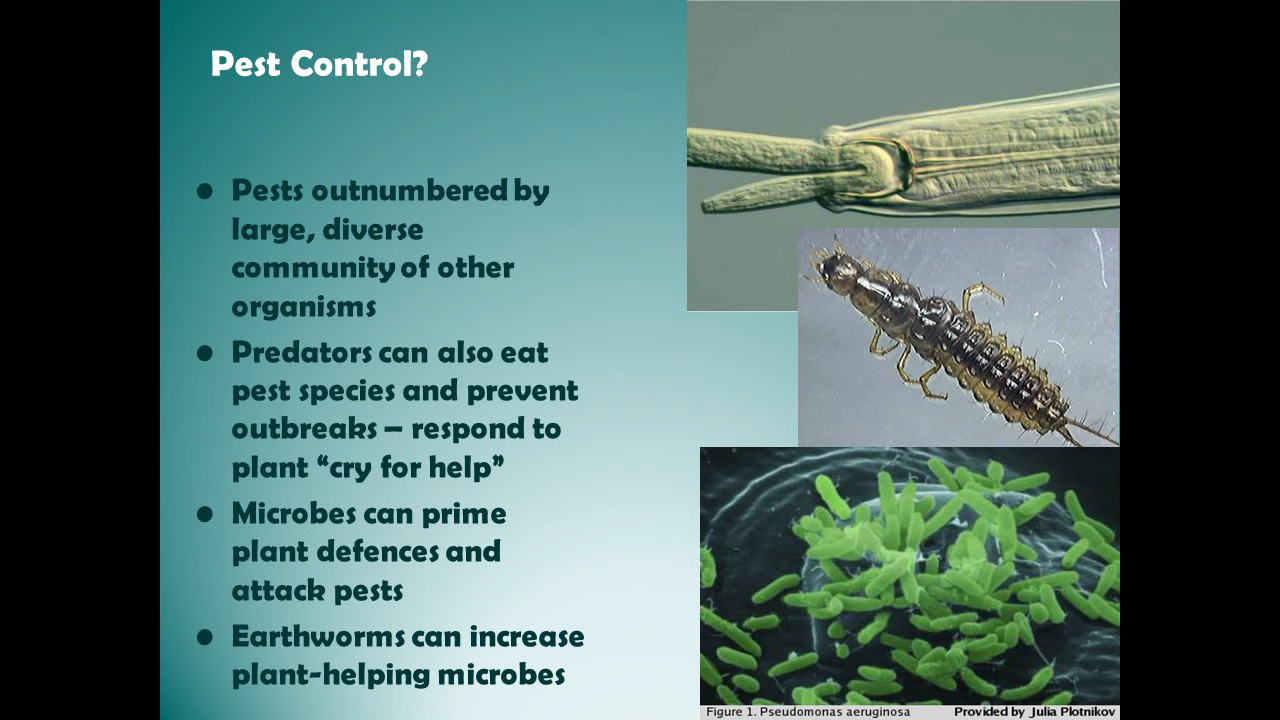 Pest Control?
● Pests outnumbered by
large, diverse
community of other
organisms
● Predators can also eat
pest species and prevent
outbreaks – respond to
plant “cry for help”
● Microbes can prime
plant defences and
attack pests
● Earthworms can increase
plant-helping microbes
Figure 1. Pseudomonas aeruginosa Provided by Julia Plotnikov